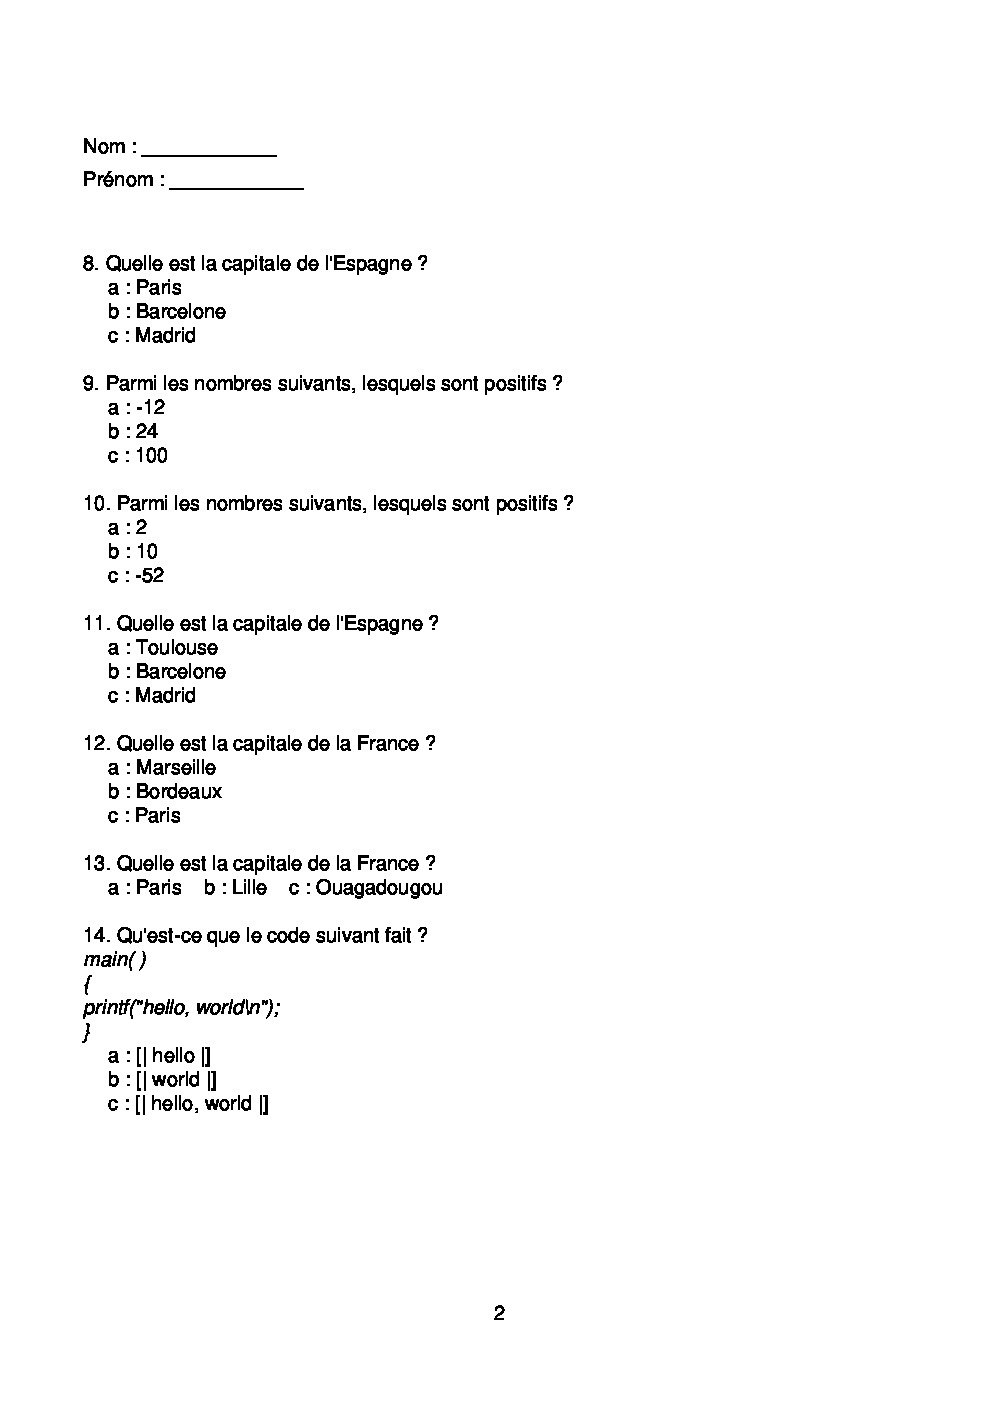 Nom : ____________
Prénom : ____________
8. Quelle est la capitale de l'Espagne ?
a : Paris
b : Barcelone
c : Madrid
9. Parmi les nombres suivants, lesquels sont positifs ?
a : -12
b : 24
c : 100
10. Parmi les nombres suivants, lesquels sont positifs ?
a : 2
b : 10
c : -52
11. Quelle est la capitale de l'Espagne ?
a : Toulouse
b : Barcelone
c : Madrid
12. Quelle est la capitale de la France ?
a : Marseille
b : Bordeaux
c : Paris
13. Quelle est la capitale de la France ?
a : Paris    b : Lille    c : Ouagadougou
14. Qu'est-ce que le code suivant fait ?
main( )
{
printf("hello, world\n");
}
a : [| hello |]
b : [| world |]
c : [| hello, world |]
2